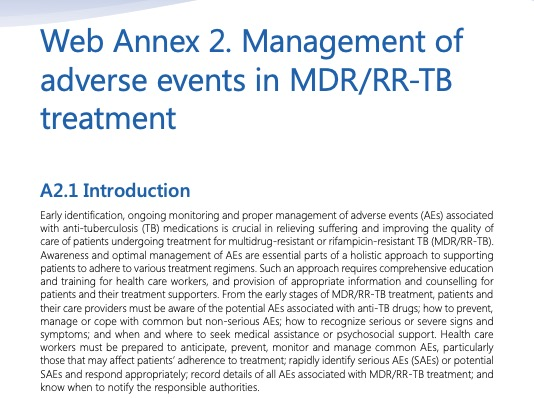 Web Annex 2. Management of
adverse events in MDR/RR-TB
treatment
A2.1 Introduction
Early identification, ongoing monitoring and proper management of adverse events (AEs) associated
with anti-tuberculosis (TB) medications is crucial in relieving suffering and improving the quality of
care of patients undergoing treatment for multidrug-resistant or rifampicin-resistant TB (MDR/RR-TB).
Awareness and optimal management of AEs are essential parts of a holistic approach to supporting
patients to adhere to various treatment regimens. Such an approach requires comprehensive education
and training for health care workers, and provision of appropriate information and counselling for
patients and their treatment supporters. From the early stages of MDR/RR-TB treatment, patients and
their care providers must be aware of the potential AEs associated with anti-TB drugs; how to prevent,
manage or cope with common but non-serious AEs; how to recognize serious or severe signs and
symptoms; and when and where to seek medical assistance or psychosocial support. Health care
workers must be prepared to anticipate, prevent, monitor and manage common AEs, particularly
those that may affect patients' adherence to treatment; rapidly identify serious AEs (SAEs) or potential
SAEs and respond appropriately; record details of all AEs associated with MDR/RR-TB treatment; and
know when to notify the responsible authorities.